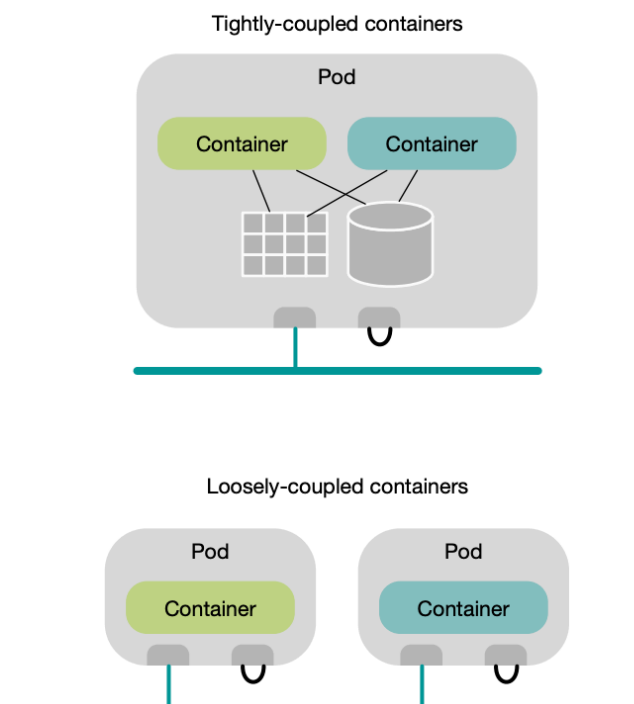 Tightly-coupled containers
Pod
Container Container
Loosely-coupled containers
Pod Pod
Container Container